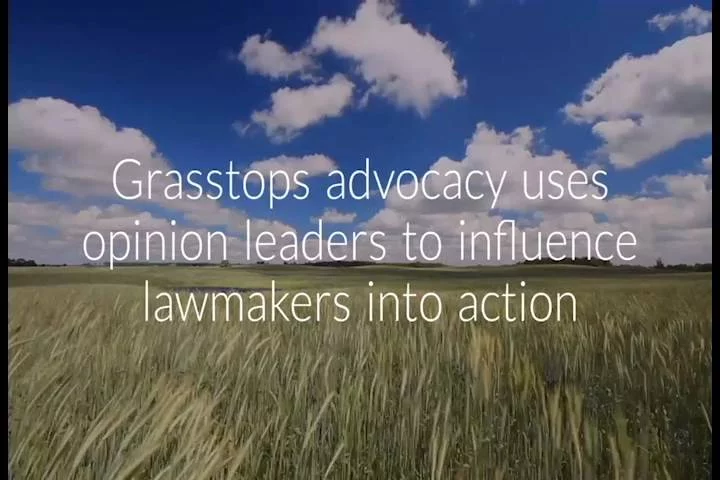 Grasstops advocacy uses
opinion leaders to influence
lawmakers into action